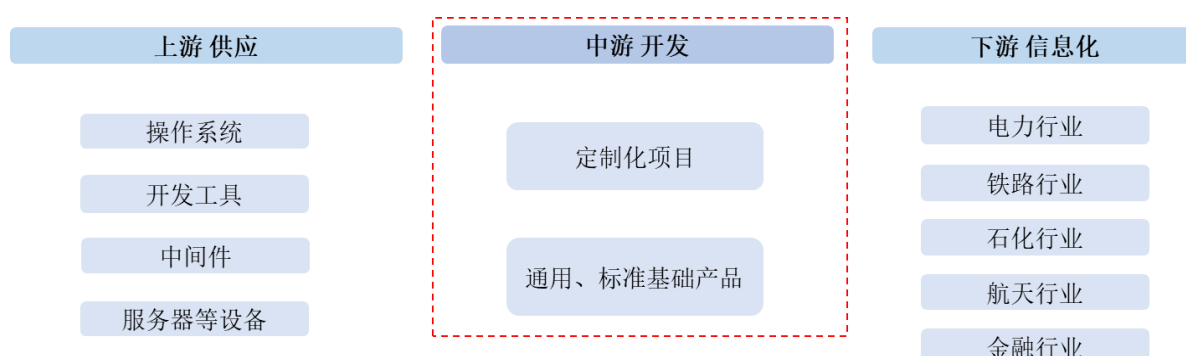 上游 供应
操作系统
开发工具
中间件
服务器等设备
中游 开发
定制化项目
通用、标准基础产品
下游 信息化
电力行业
铁路行业
石化行业
航天行业
金融行业